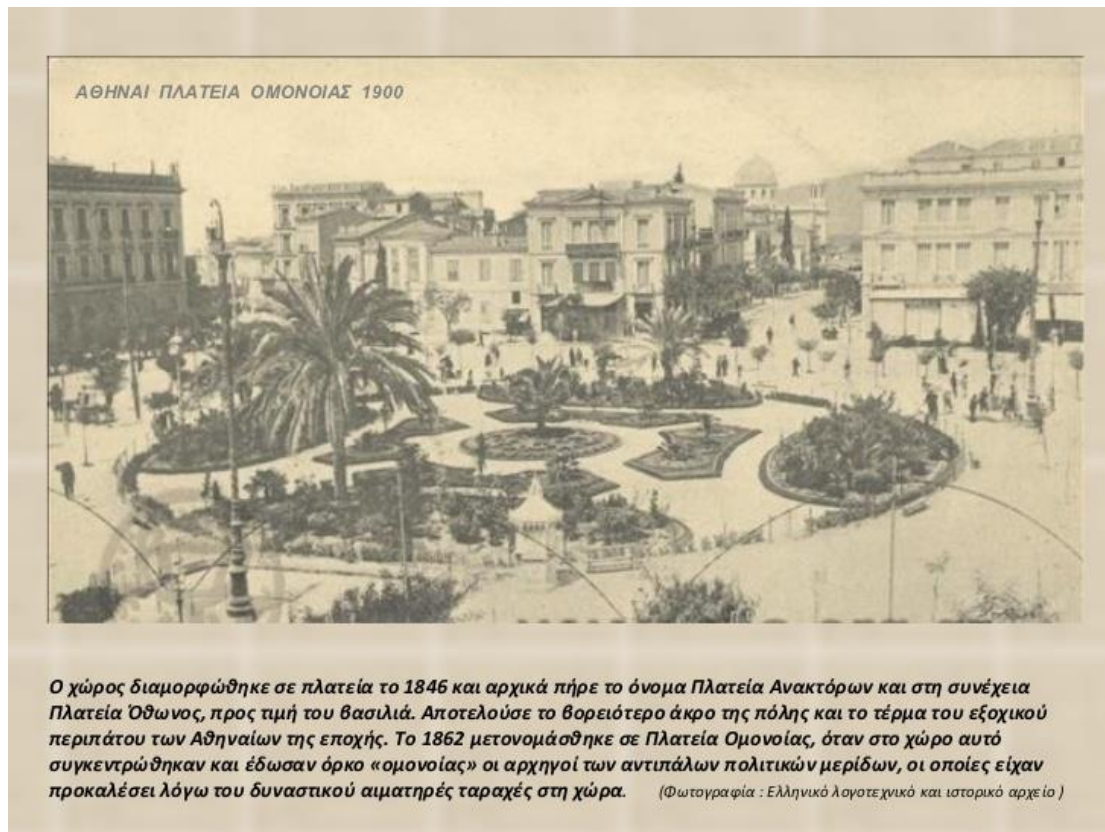 ΑΘΗΝΑΙ ΠΛΑΤΕΙΑ ΟΜΟΝΟΙΑΣ 1900
Ο χώρος διαμορφώθηκε σε πλατεία το 1846 και αρχικά πήρε το όνομα Πλατεία Ανακτόρων και στη συνέχεια
Πλατεία Όθωνος, προς τιμή του βασιλιά. Αποτελούσε το βορειότερο άκρο της πόλης και το τέρμα του εξοχικού
περιπάτου των Αθηναίων της εποχής. Το 1862 μετονομάσθηκε σε Πλατεία Ομονοίας, όταν στο χώρο αυτό
συγκεντρώθηκαν και έδωσαν όρκο «ομονοίας» οι αρχηγοί των αντιπάλων πολιτικών μερίδων, οι οποίες είχαν
προκαλέσει λόγω του δυναστικού αιματηρές ταραχές στη χώρα. (Φωτογραφία : Ελληνικό λογοτεχνικό και ιστορικό αρχείο )